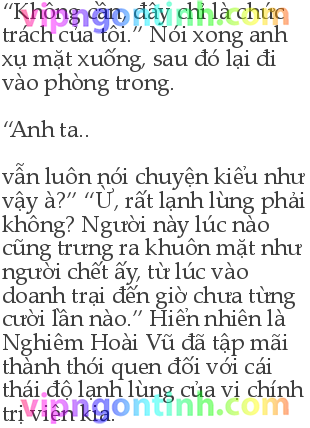 “Không cần, đây chỉ là chức
trách của tôi.” Nói xong anh
xụ mặt xuống, sau đó lại đi
vào phòng trong.
“Anh ta..
vẫn luôn nói chuyện kiểu như
vậy à?” “Ừ, rất lạnh lùng phải
không? Người này lúc nào
cũng trưng ra khuôn mặt như
người chết ấy, từ lúc vào
doanh trại đến giờ chưa từng
cười lần nào.” Hiển nhiên là
Nghiêm Hoài Vũ đã tập mãi
thành thói quen đối với cái
thái độ lạnh lùng của vị chính
trị viên kia.
vipngontinh.com
vipngontinh.com